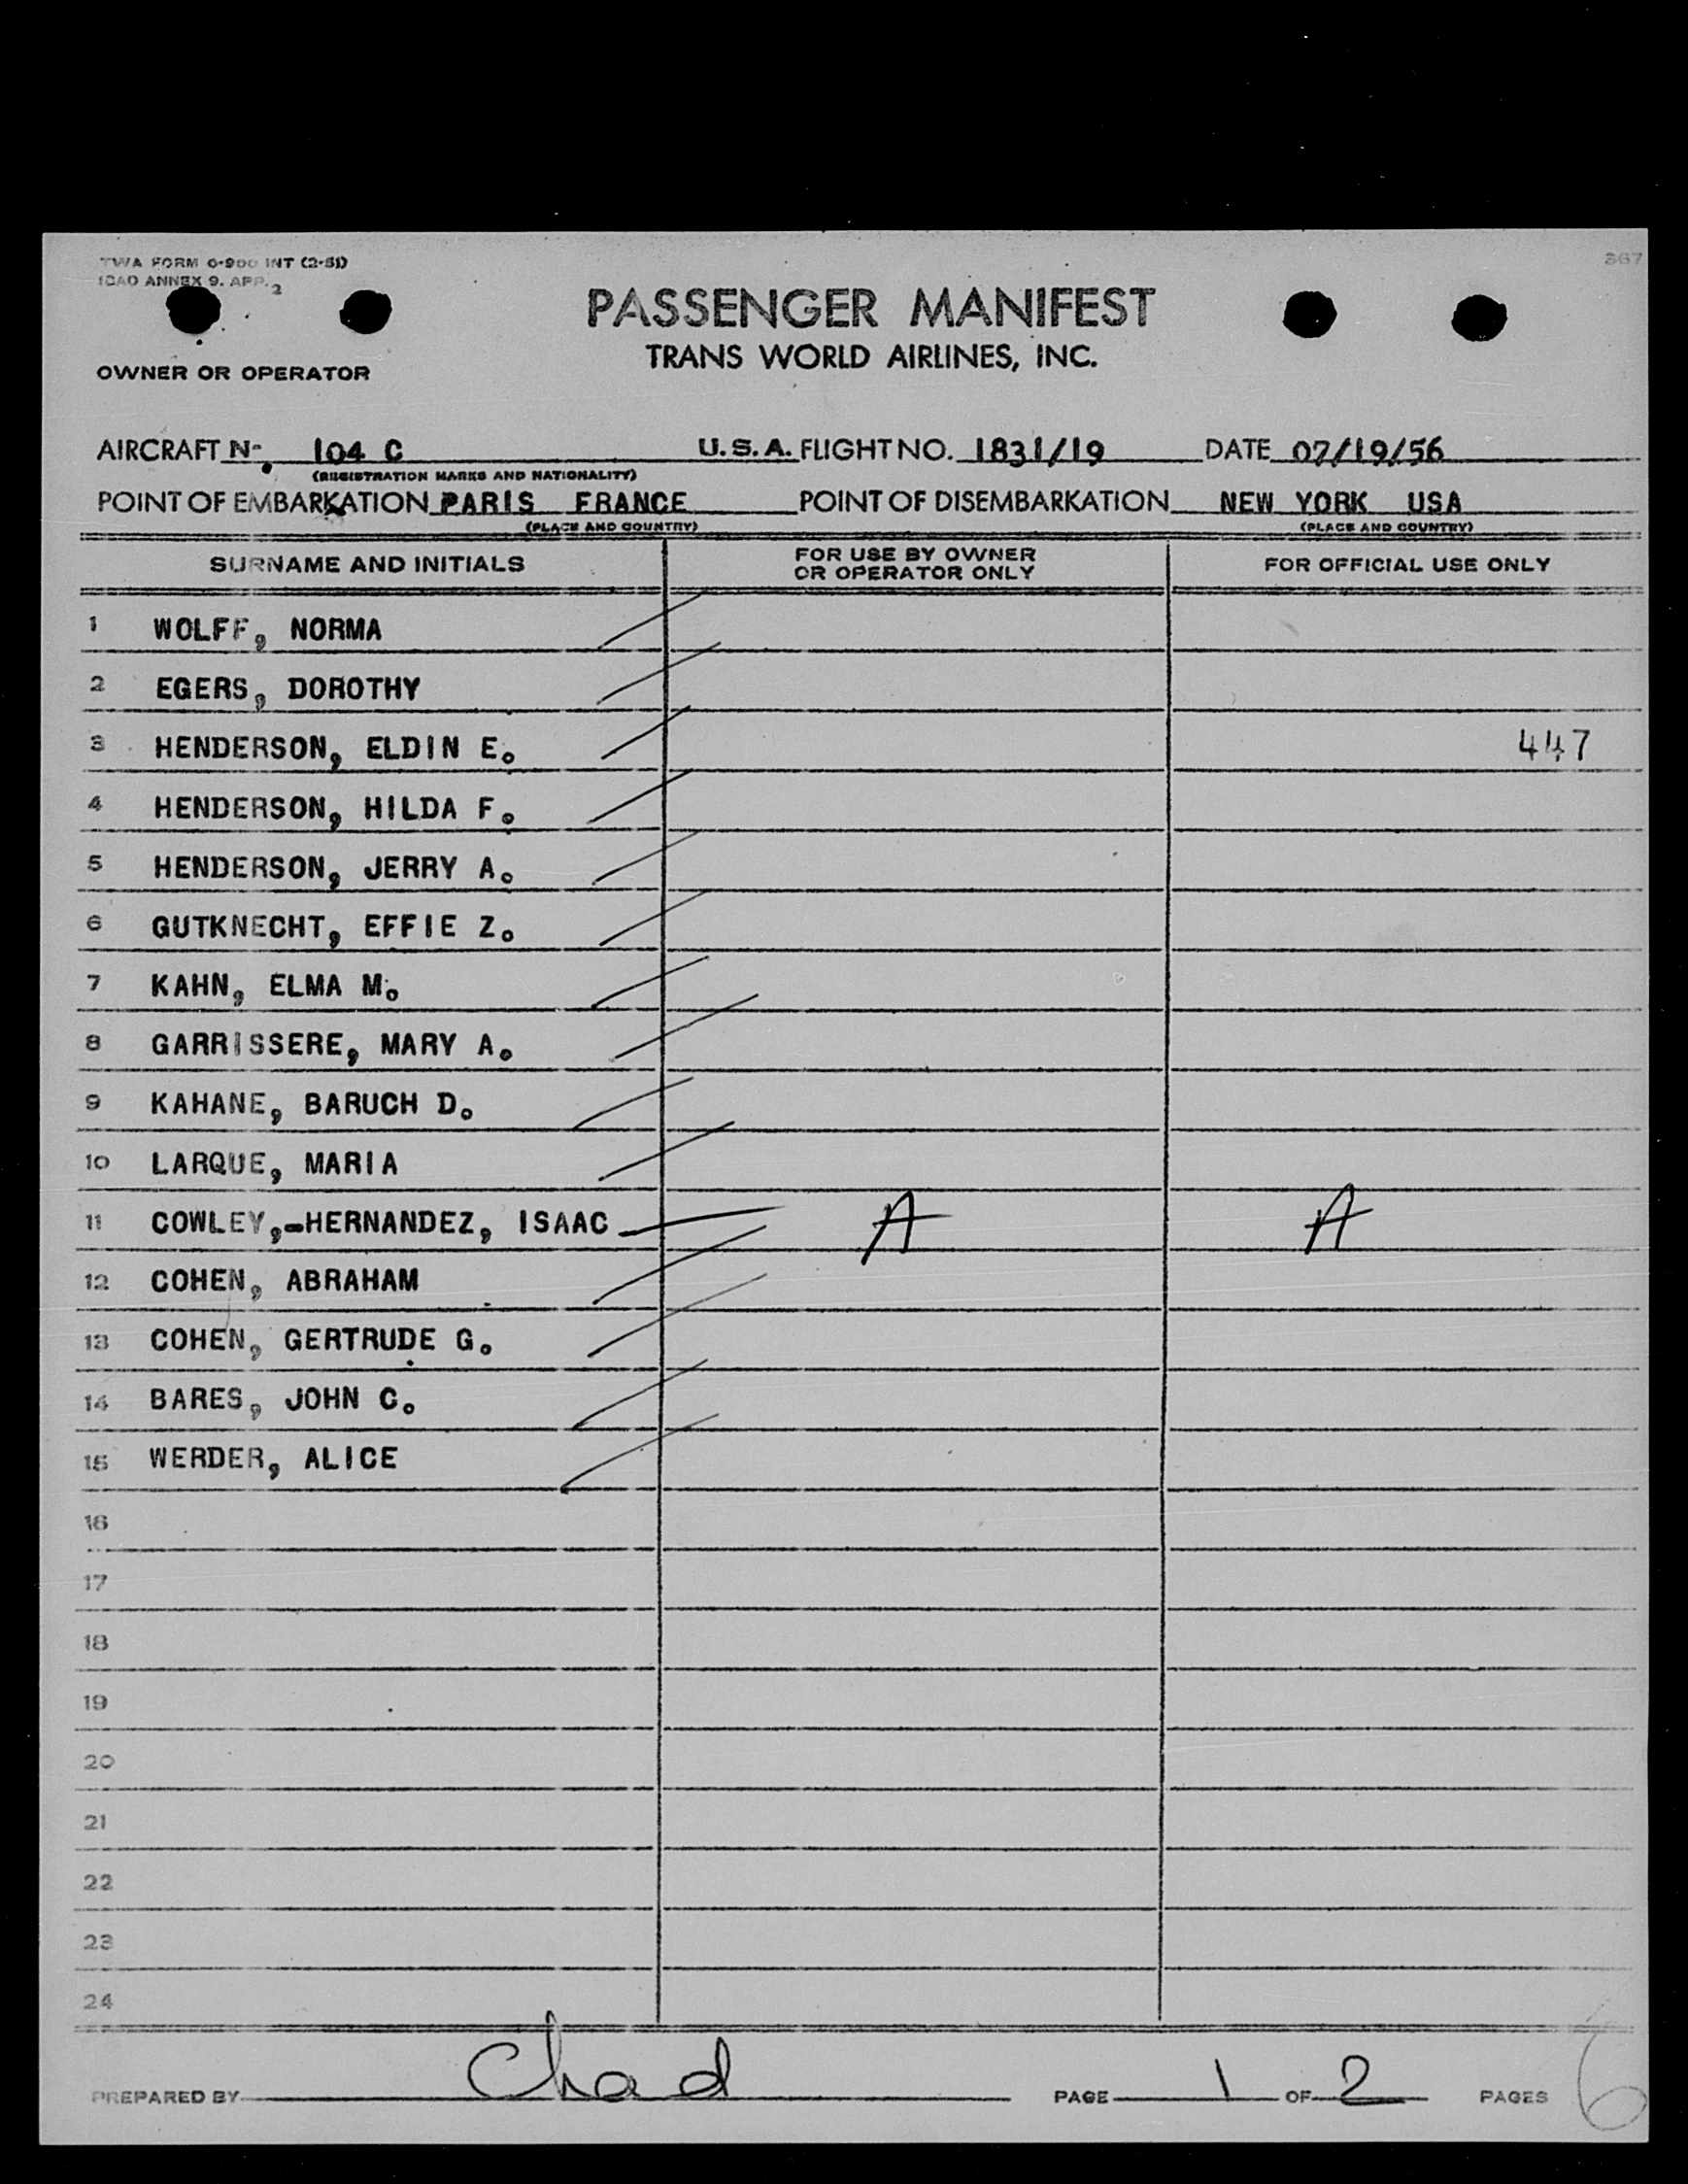 TWA FORM 0-900 INT (2-51)
ICAO ANNEX 9. APP. 2
367
PASSENGER MANIFEST
TRANS WORLD AIRLINES, INC.
OWNER OR OPERATOR
AIRCRAFT N- 104 C U.S.A. FLIGHT NO. 1831/19 DATE 07/19/56
(REGISTRATION MARKS AND NATIONALITY)
POINT OF EMBARKATION PARIS FRANCE POINT OF DISEMBARKATION NEW YORK USA
(PLACE AND COUNTRY) (PLACE AND COUNTRY)
SURNAME AND INITIALS FOR USE BY OWNER OR OPERATOR ONLY FOR OFFICIAL USE ONLY
1 WOLFF, NORMA
2 EGERS, DOROTHY
3 HENDERSON, ELDIN E. 447
4 HENDERSON, HILDA F.
5 HENDERSON, JERRY A.
6 GUTKNECHT, EFFIE Z.
7 KAHN, ELMA M.
8 GARRISSERE, MARY A.
9 KAHANE, BARUCH D.
10 LARQUE, MARIA
11 COWLEY,-HERNANDEZ, ISAAC A A
12 COHEN, ABRAHAM
13 COHEN, GERTRUDE G.
14 BARES, JOHN C.
15 WERDER, ALICE
16
17
18
19
20
21
22
23
24
PREPARED BY Chad PAGE 1 OF 2 PAGES 6